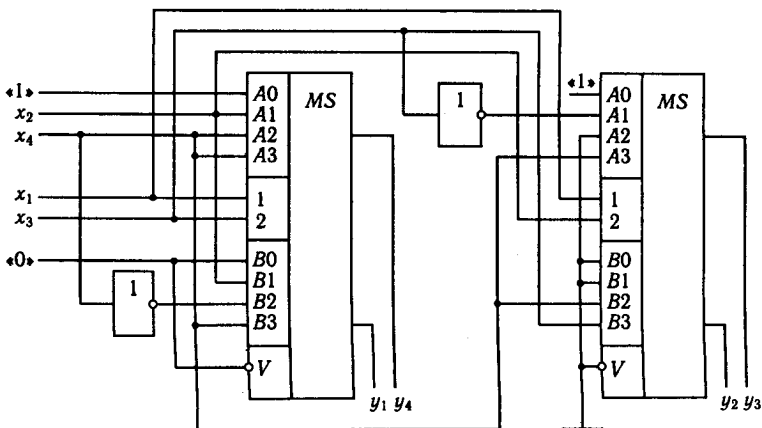 «1» A0 MS
x₂ A1
x₄ A2
A3
x₁ 1
x₃ 2
«0» B0
1 B1
B2
B3
V
y₁ y₄
1
«1» A0 MS
A1
A2
A3
1
2
B0
B1
B2
B3
V
y₂ y₃